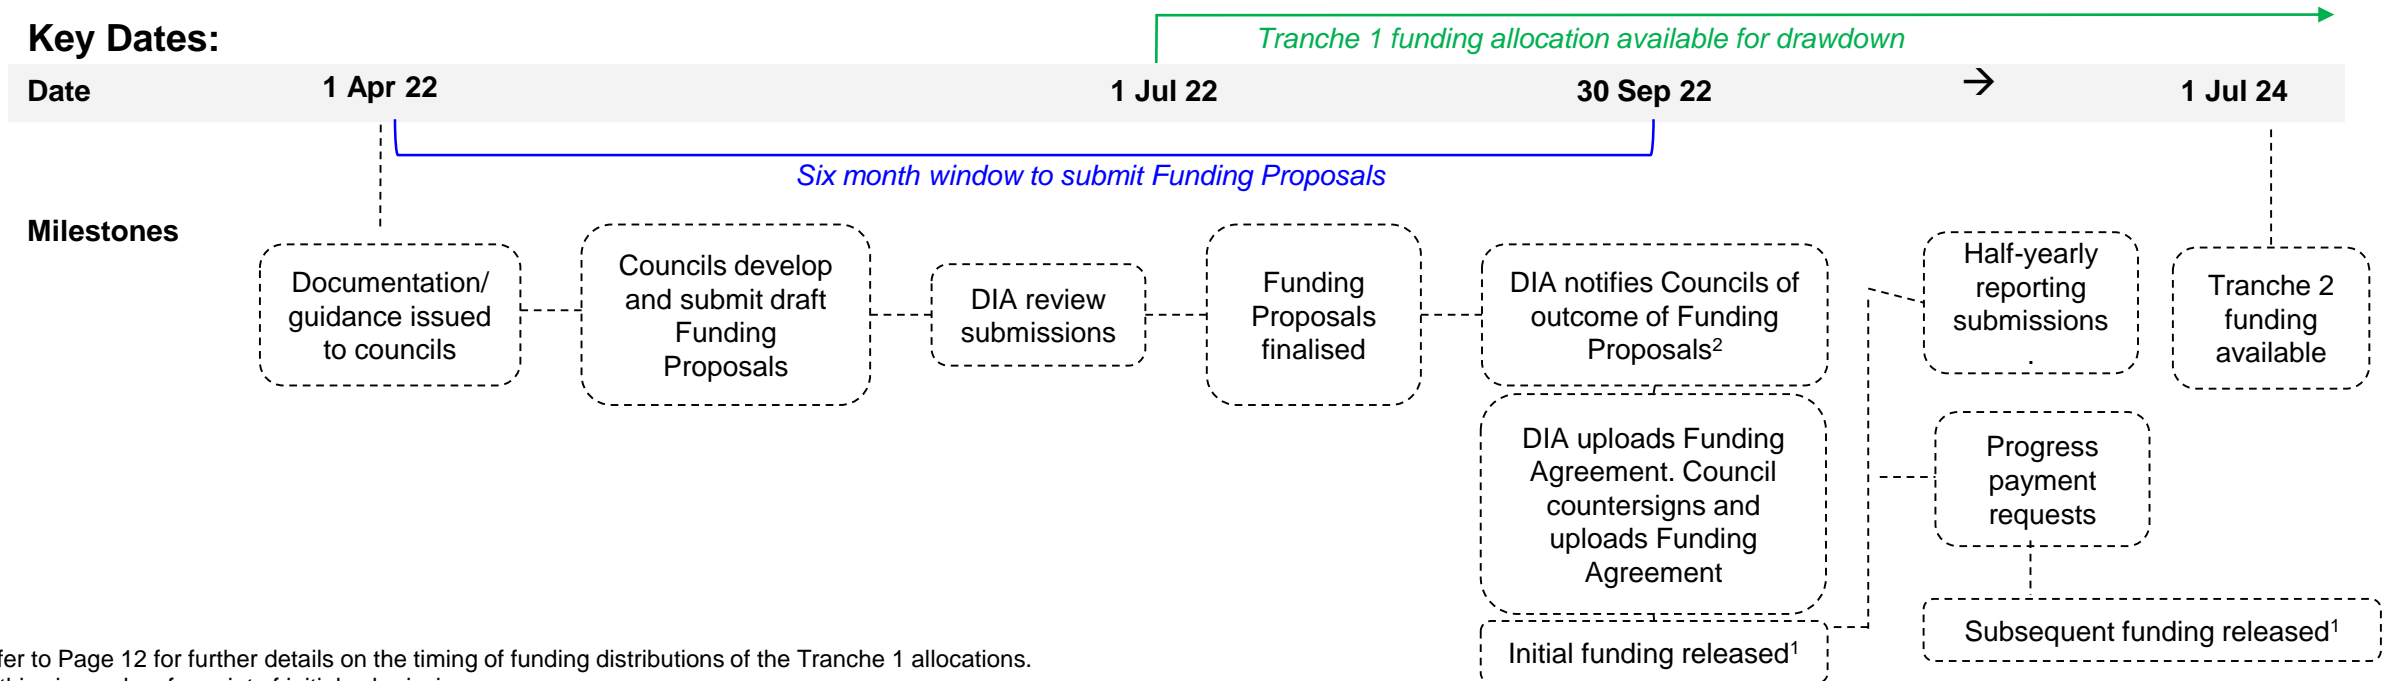 Key Dates:
Tranche 1 funding allocation available for drawdown
Date
1 Apr 22
1 Jul 22
30 Sep 22
→
1 Jul 24
Six month window to submit Funding Proposals
Milestones
Documentation/
guidance issued
to councils
Councils develop
and submit draft
Funding
Proposals
DIA review
submissions
Funding
Proposals
finalised
DIA notifies Councils of
outcome of Funding
Proposals²
DIA uploads Funding
Agreement. Council
countersigns and
uploads Funding
Agreement
Initial funding released¹
Half-yearly
reporting
submissions
.
Progress
payment
requests
Subsequent funding released¹
Tranche 2
funding
available
to Page 12 for further details on the timing of funding distributions of the Tranche 1 allocations.